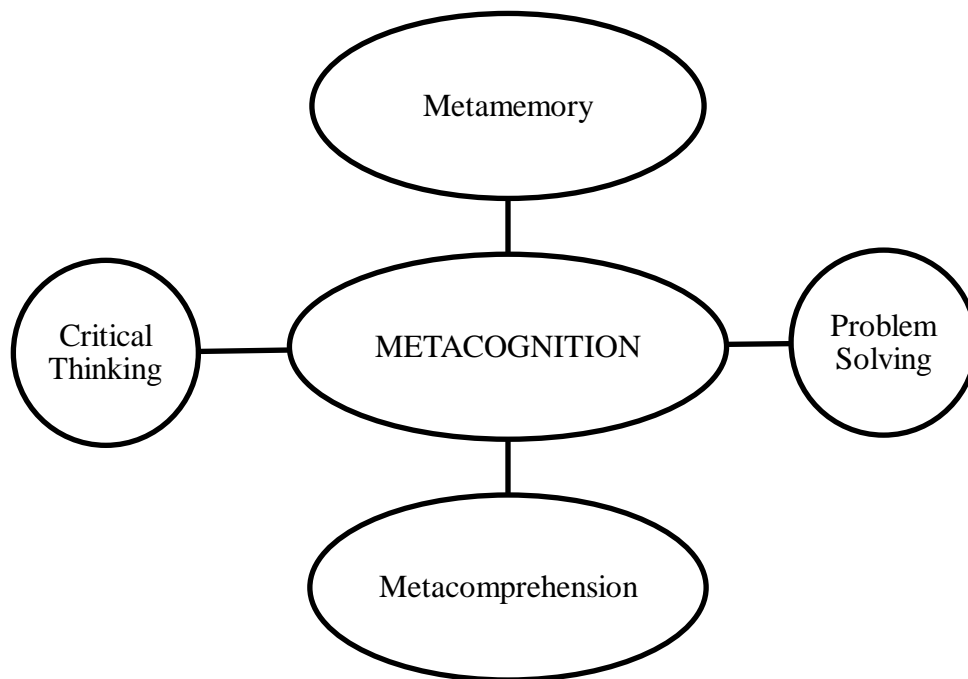 Metamemory
Critical
Thinking
METACOGNITION
Problem
Solving
Metacomprehension